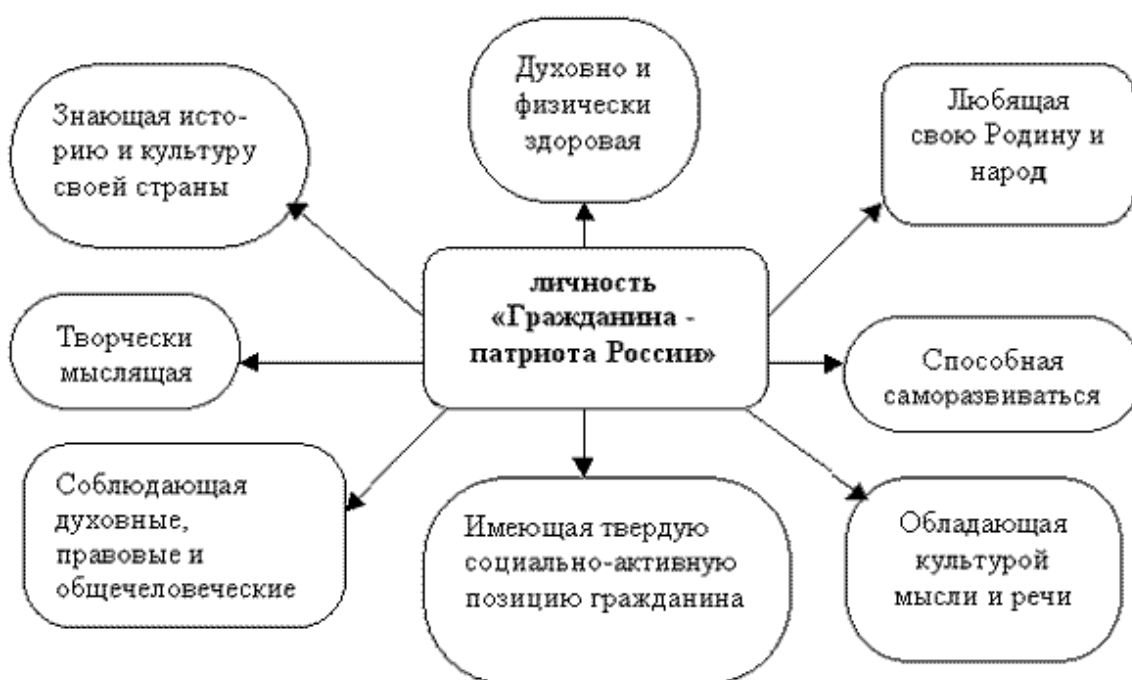 Духовно и
физически
здоровая
Знающая исто-
рию и культуру
своей страны
Любящая
свою Родину и
народ
личность
«Гражданина -
патриота России»
Творчески
мыслящая
Способная
саморазвиваться
Соблюдающая
духовные,
правовые и
общечеловеческие
Имеющая твердую
социально-активную
позицию гражданина
Обладающая
культурой
мысли и речи